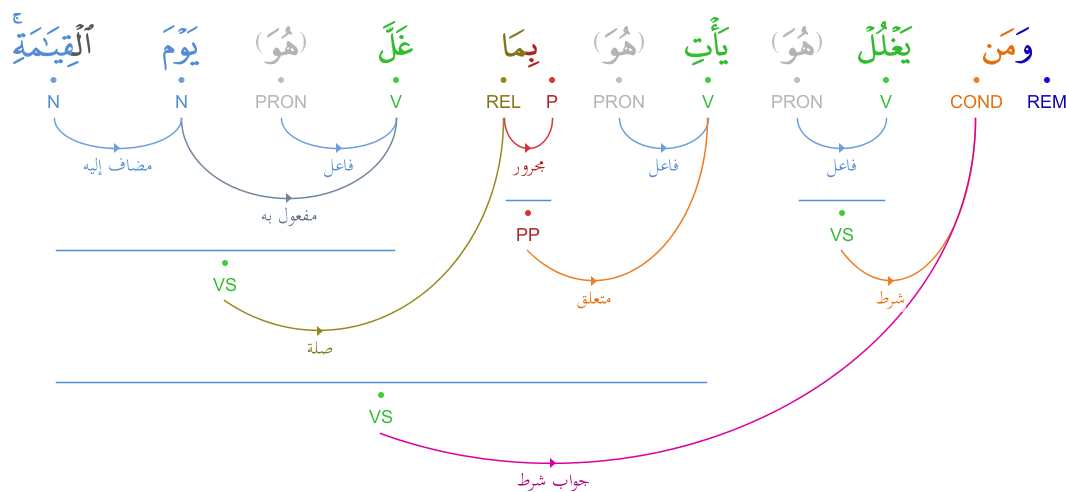 وَمَن يَغْلُلْ (هُوَ) يَأْتِ (هُوَ) بِمَا غَلَّ (هُوَ) يَوْمَ ٱلْقِيَـٰمَةِ ۚ
REM COND V PRON V PRON P REL V PRON N N
فاعل فاعل مجرور فاعل مضاف إليه
مفعول به
VS PP
VS
شرط متعلق
صلة
VS
جواب شرط